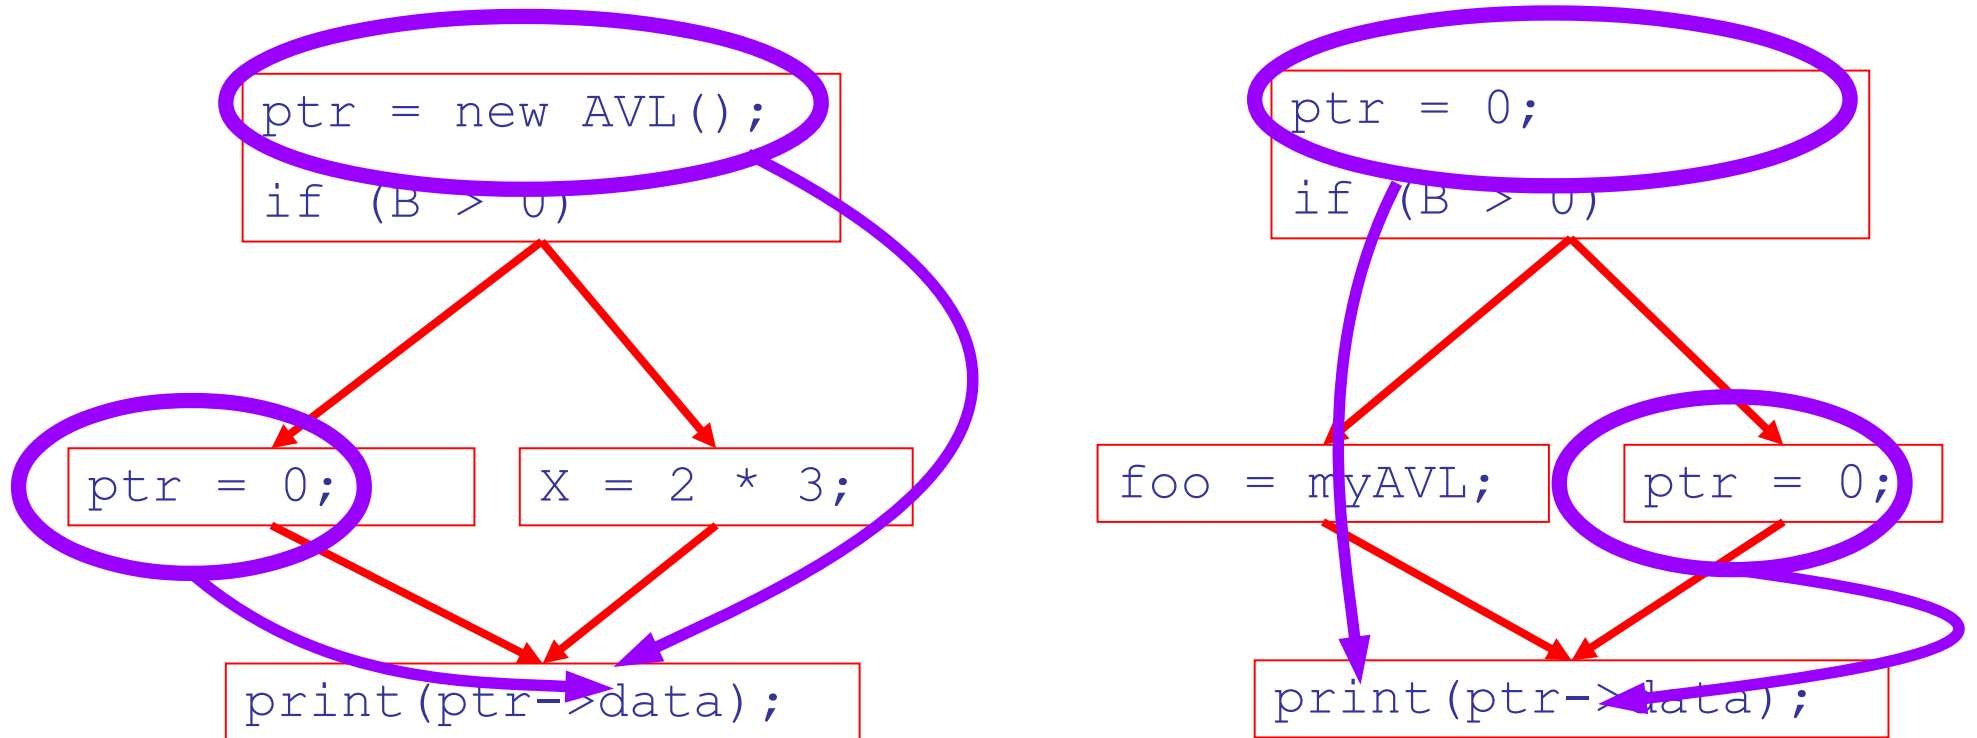 ptr = new AVL();
if (B > 0)
ptr = 0;
X = 2 * 3;
print(ptr->data);
ptr = 0;
if (B > 0)
foo = myAVL;
ptr = 0;
print(ptr->data);